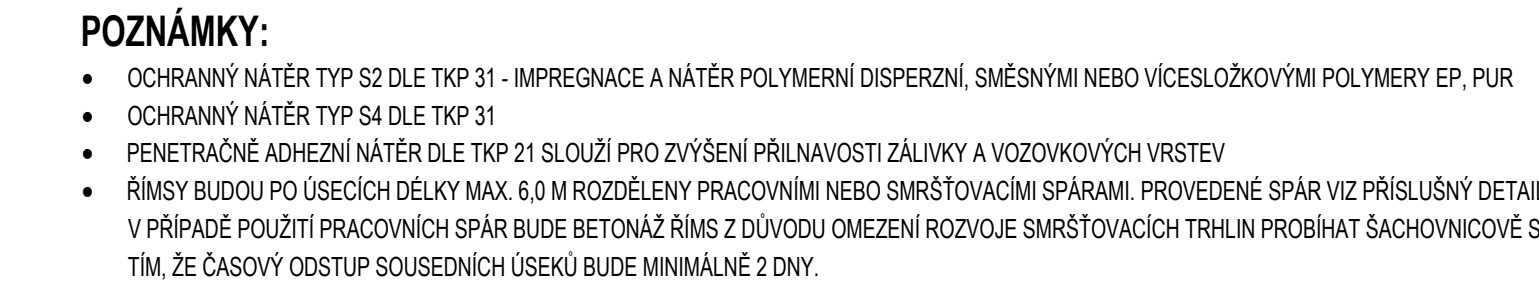 POZNÁMKY:
• OCHRANNÝ NÁTĚR TYP S2 DLE TKP 31 - IMPREGNACE A NÁTĚR POLYMERNÍ DISPERZNÍ, SMĚSNÝMI NEBO VÍCESLOŽKOVÝMI POLYMERY EP, PUR
• OCHRANNÝ NÁTĚR TYP S4 DLE TKP 31
• PENETRAČNĚ ADHEZNÍ NÁTĚR DLE TKP 21 SLOUŽÍ PRO ZVÝŠENÍ PŘILNAVOSTI ZÁLIVKY A VOZOVKOVÝCH VRSTEV
• ŘÍMSY BUDOU PO ÚSECÍCH DÉLKY MAX. 6,0 M ROZDĚLENY PRACOVNÍMI NEBO SMRŠŤOVACÍMI SPÁRAMI. PROVEDENÉ SPÁR VIZ PŘÍSLUŠNÝ DETAIL
V PŘÍPADĚ POUŽITÍ PRACOVNÍCH SPÁR BUDE BETONÁŽ ŘÍMS Z DŮVODU OMEZENÍ ROZVOJE SMRŠŤOVACÍCH TRHLIN PROBÍHAT ŠACHOVNICOVĚ S
TÍM, ŽE ČASOVÝ ODSTUP SOUSEDNÍCH ÚSEKŮ BUDE MINIMÁLNĚ 2 DNY.